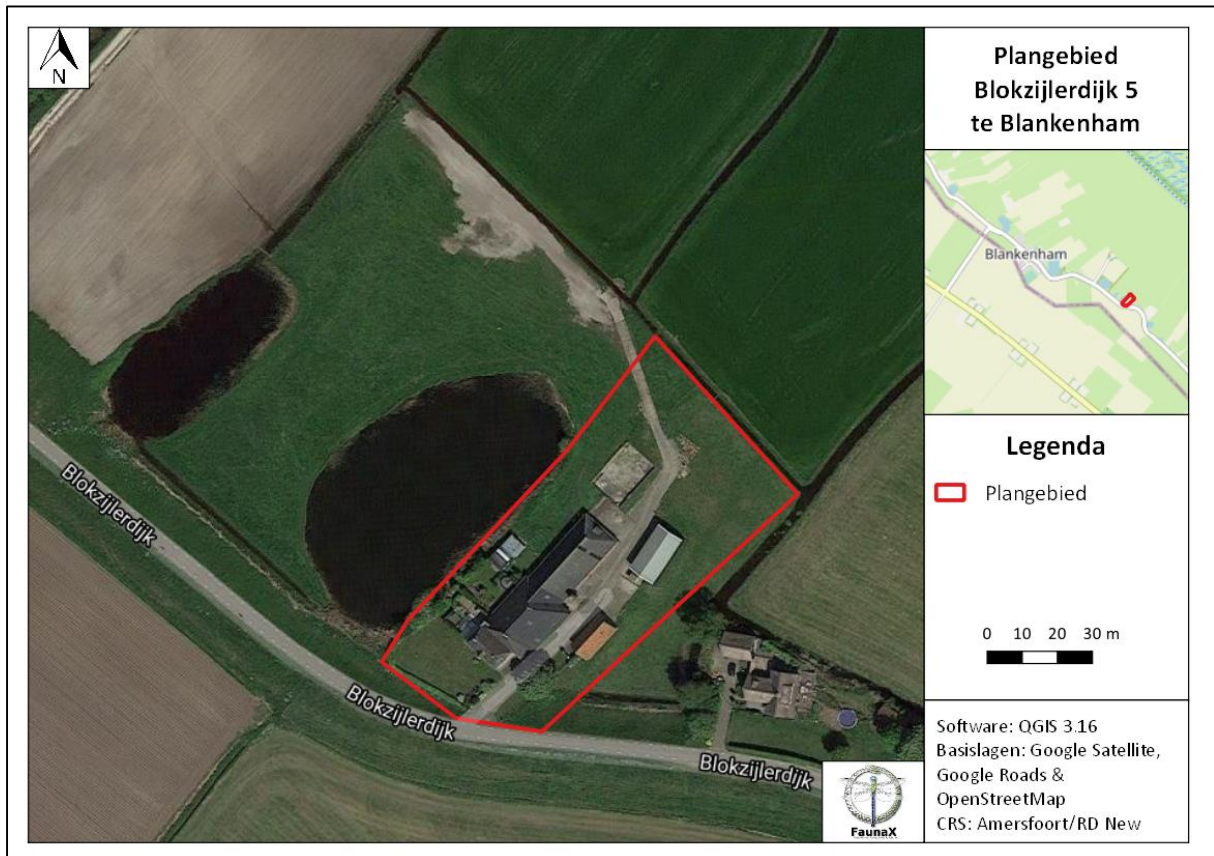 N
Plangebied
Blokzijlerdijk 5
te Blankenham
Blankenham
Legenda
Plangebied
0 10 20 30 m
Software: QGIS 3.16
Basislagen: Google Satellite,
Google Roads &
OpenStreetMap
CRS: Amersfoort/RD New
Blokzijlerdijk
Blokzijlerdijk
Blokzijlerdijk
FaunaX